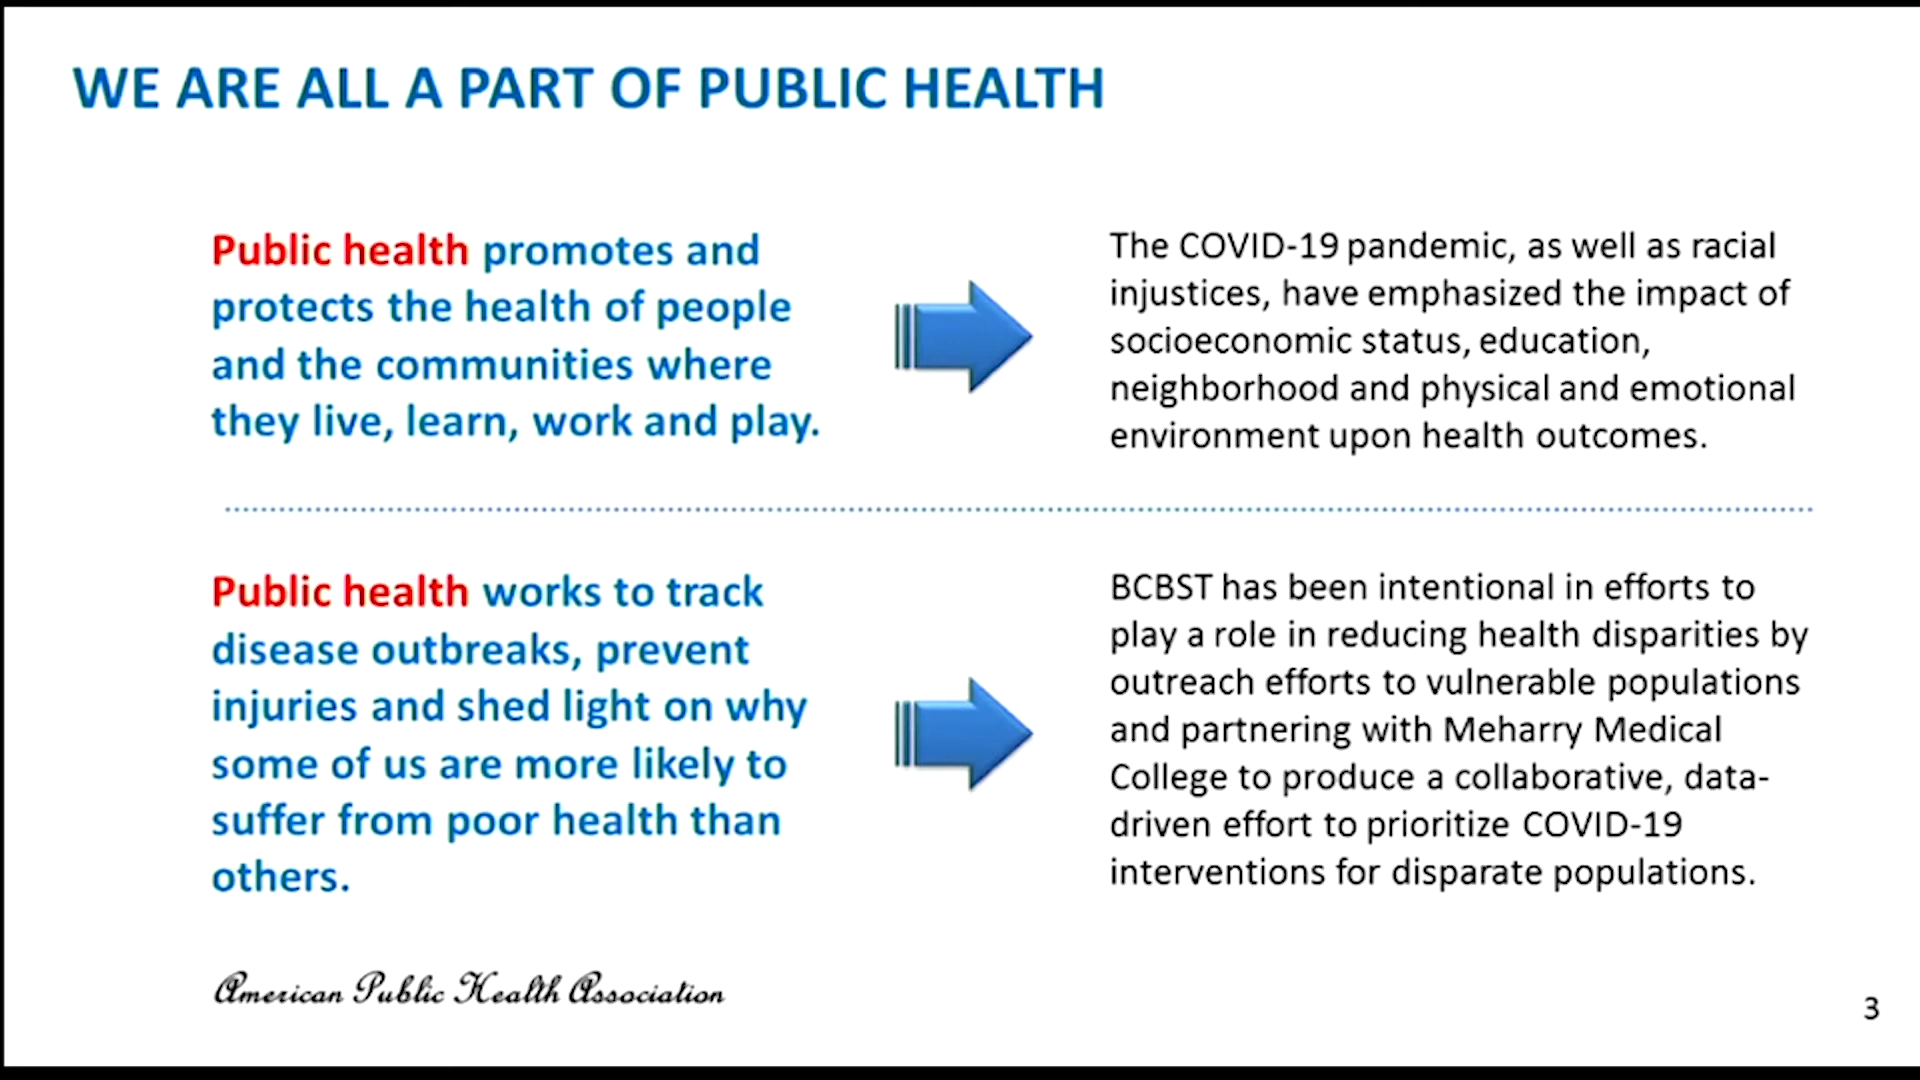 WE ARE ALL A PART OF PUBLIC HEALTH
Public health promotes and
protects the health of people
and the communities where
they live, learn, work and play.
The COVID-19 pandemic, as well as racial
injustices, have emphasized the impact of
socioeconomic status, education,
neighborhood and physical and emotional
environment upon health outcomes.
Public health works to track
disease outbreaks, prevent
injuries and shed light on why
some of us are more likely to
suffer from poor health than
others.
BCBST has been intentional in efforts to
play a role in reducing health disparities by
outreach efforts to vulnerable populations
and partnering with Meharry Medical
College to produce a collaborative, data-
driven effort to prioritize COVID-19
interventions for disparate populations.
American Public Health Association
3